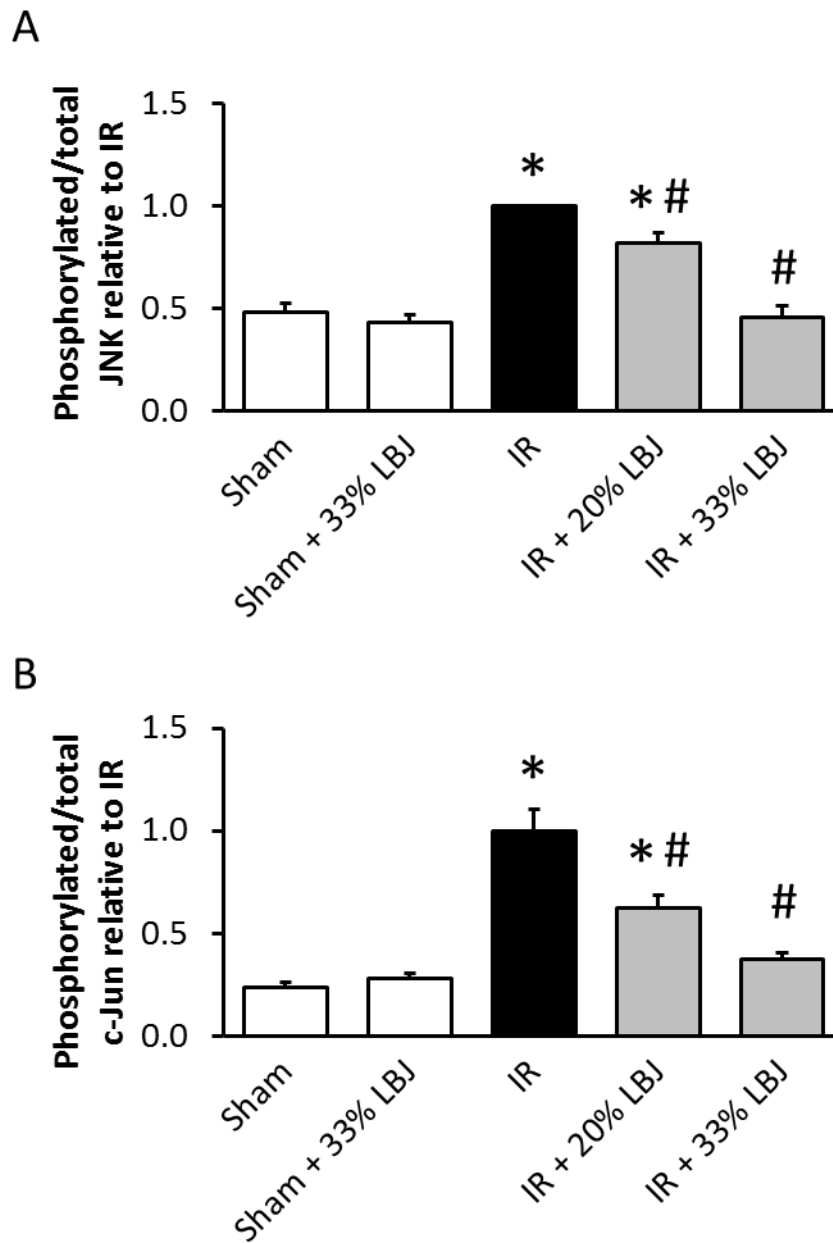 A
Phosphorylated/total
JNK relative to IR
1.5
1.0
0.5
0.0
*
* #
#
Sham
Sham + 33% LBJ
IR
IR + 20% LBJ
IR + 33% LBJ
B
Phosphorylated/total
c-Jun relative to IR
1.5
1.0
0.5
0.0
*
* #
#
Sham
Sham + 33% LBJ
IR
IR + 20% LBJ
IR + 33% LBJ